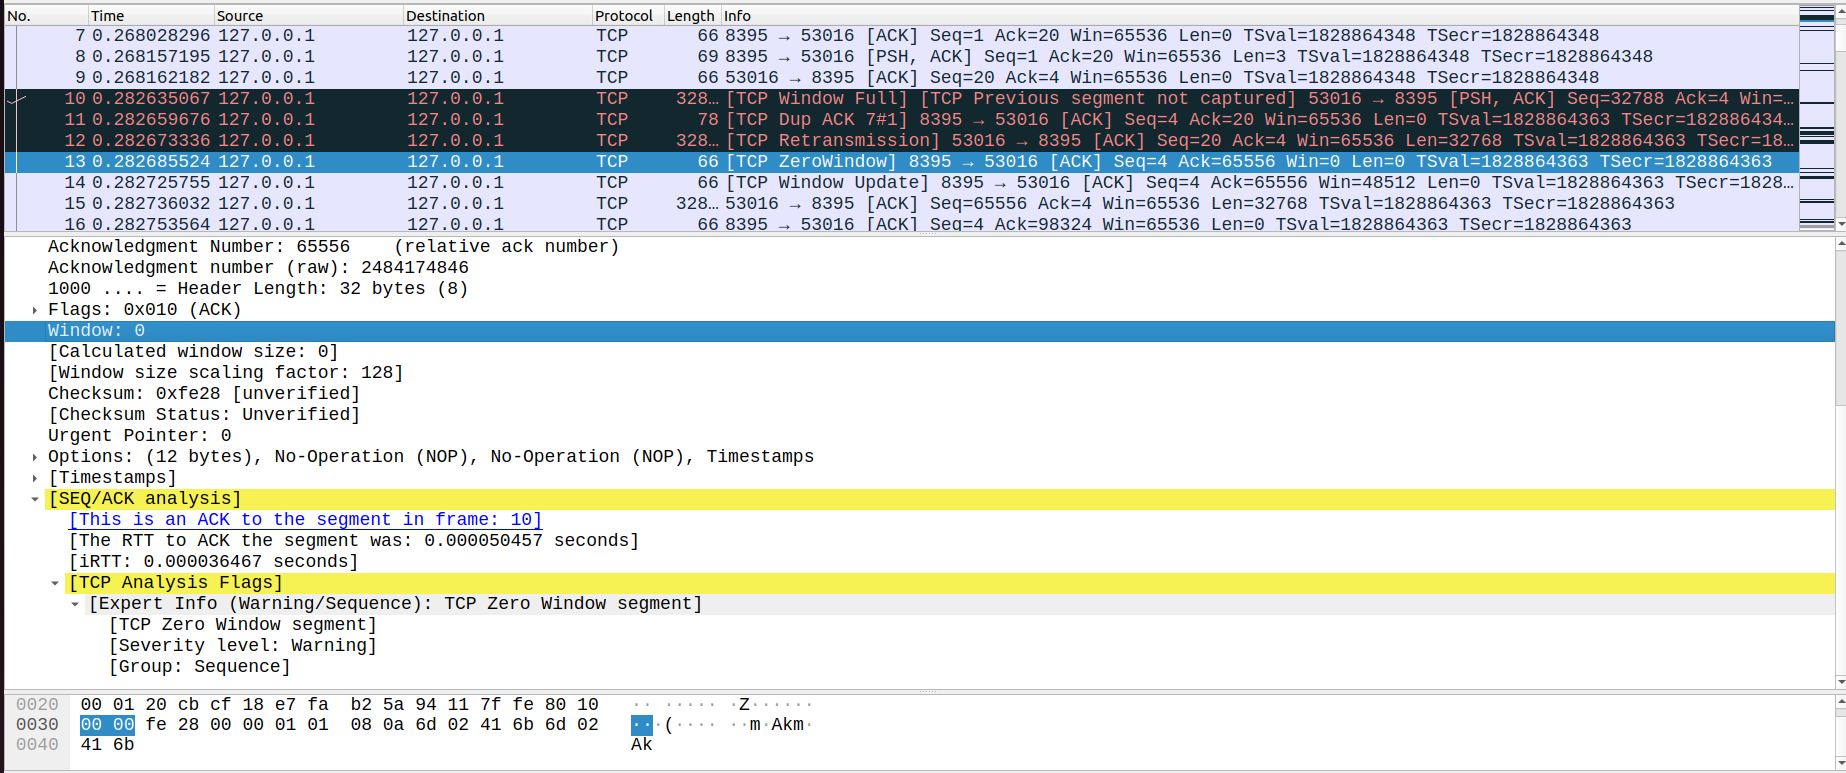 No. Time Source Destination Protocol Length Info
7 0.268028296 127.0.0.1 127.0.0.1 TCP 66 8395 → 53016 [ACK] Seq=1 Ack=20 Win=65536 Len=0 TSval=1828864348 TSecr=1828864348
8 0.268157195 127.0.0.1 127.0.0.1 TCP 69 8395 → 53016 [PSH, ACK] Seq=1 Ack=20 Win=65536 Len=3 TSval=1828864348 TSecr=1828864348
9 0.268162182 127.0.0.1 127.0.0.1 TCP 66 53016 → 8395 [ACK] Seq=20 Ack=4 Win=65536 Len=0 TSval=1828864348 TSecr=1828864348
10 0.282635067 127.0.0.1 127.0.0.1 TCP 328… [TCP Window Full] [TCP Previous segment not captured] 53016 → 8395 [PSH, ACK] Seq=32788 Ack=4 Win=…
11 0.282659676 127.0.0.1 127.0.0.1 TCP 78 [TCP Dup ACK 7#1] 8395 → 53016 [ACK] Seq=4 Ack=20 Win=65536 Len=0 TSval=1828864363 TSecr=182886434…
12 0.282673336 127.0.0.1 127.0.0.1 TCP 328… [TCP Retransmission] 53016 → 8395 [ACK] Seq=20 Ack=4 Win=65536 Len=32768 TSval=1828864363 TSecr=18…
13 0.282685524 127.0.0.1 127.0.0.1 TCP 66 [TCP ZeroWindow] 8395 → 53016 [ACK] Seq=4 Ack=65556 Win=0 Len=0 TSval=1828864363 TSecr=1828864363
14 0.282725755 127.0.0.1 127.0.0.1 TCP 66 [TCP Window Update] 8395 → 53016 [ACK] Seq=4 Ack=65556 Win=48512 Len=0 TSval=1828864363 TSecr=1828…
15 0.282736032 127.0.0.1 127.0.0.1 TCP 328… 53016 → 8395 [ACK] Seq=65556 Ack=4 Win=65536 Len=32768 TSval=1828864363 TSecr=1828864363
16 0.282753564 127.0.0.1 127.0.0.1 TCP 66 8395 → 53016 [ACK] Seq=4 Ack=98324 Win=65536 Len=0 TSval=1828864363 TSecr=1828864363
Acknowledgment Number: 65556 (relative ack number)
Acknowledgment number (raw): 2484174846
1000 .... = Header Length: 32 bytes (8)
Flags: 0x010 (ACK)
Window: 0
[Calculated window size: 0]
[Window size scaling factor: 128]
Checksum: 0xfe28 [unverified]
[Checksum Status: Unverified]
Urgent Pointer: 0
Options: (12 bytes), No-Operation (NOP), No-Operation (NOP), Timestamps
[Timestamps]
[SEQ/ACK analysis]
[This is an ACK to the segment in frame: 10]
[The RTT to ACK the segment was: 0.000050457 seconds]
[iRTT: 0.000036467 seconds]
[TCP Analysis Flags]
[Expert Info (Warning/Sequence): TCP Zero Window segment]
[TCP Zero Window segment]
[Severity level: Warning]
[Group: Sequence]
0020 00 01 20 cb cf 18 e7 fa b2 5a 94 11 7f fe 80 10 ·· ····· ·Z······
0030 00 00 fe 28 00 00 01 01 08 0a 6d 02 41 6b 6d 02 ···(···· ··m·Akm·
0040 41 6b Ak